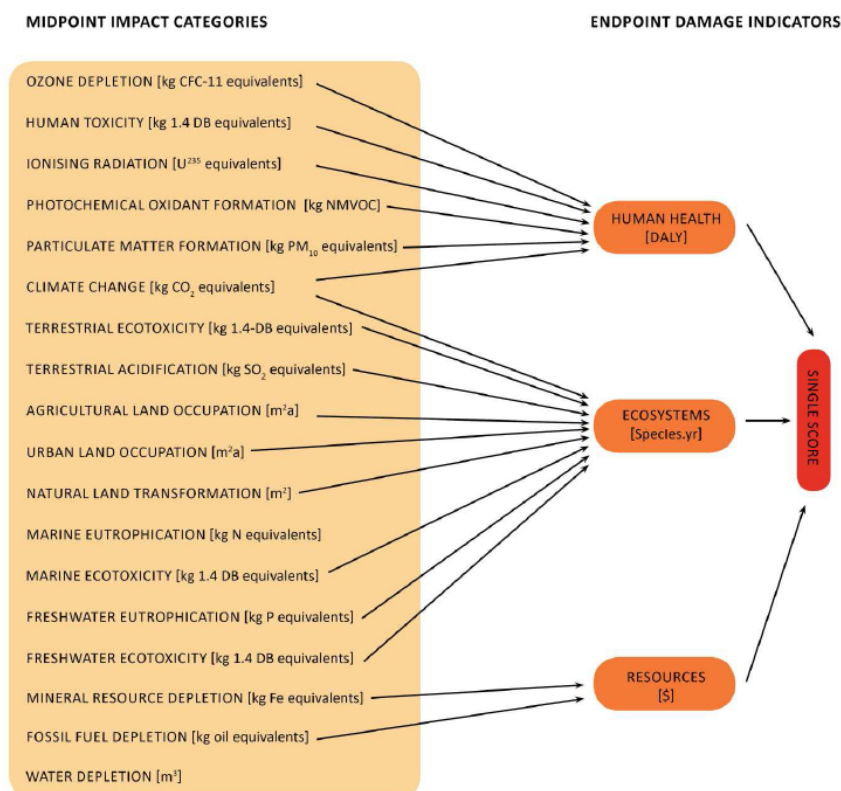 MIDPOINT IMPACT CATEGORIES
ENDPOINT DAMAGE INDICATORS
OZONE DEPLETION [kg CFC-11 equivalents]
HUMAN TOXICITY [kg 1.4 DB equivalents]
IONISING RADIATION [U²³⁵ equivalents]
PHOTOCHEMICAL OXIDANT FORMATION [kg NMVOC]
PARTICULATE MATTER FORMATION [kg PM₁₀ equivalents]
CLIMATE CHANGE [kg CO₂ equivalents]
TERRESTRIAL ECOTOXICITY [kg 1.4-DB equivalents]
TERRESTRIAL ACIDIFICATION [kg SO₂ equivalents]
AGRICULTURAL LAND OCCUPATION [m²a]
URBAN LAND OCCUPATION [m²a]
NATURAL LAND TRANSFORMATION [m²]
MARINE EUTROPHICATION [kg N equivalents]
MARINE ECOTOXICITY [kg 1.4 DB equivalents]
FRESHWATER EUTROPHICATION [kg P equivalents]
FRESHWATER ECOTOXICITY [kg 1.4 DB equivalents]
MINERAL RESOURCE DEPLETION [kg Fe equivalents]
FOSSIL FUEL DEPLETION [kg oil equivalents]
WATER DEPLETION [m³]
HUMAN HEALTH
[DALY]
ECOSYSTEMS
[Species.yr]
RESOURCES
[$]
SINGLE SCORE